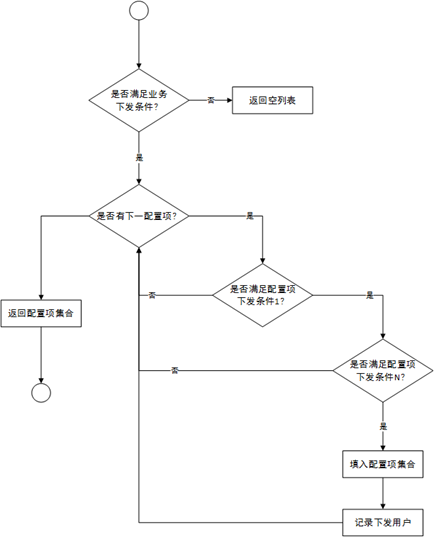 是否满足业务
下发条件?
否
返回空列表
是
是否有下一配置项?
是
是否满足配置项
下发条件1?
否
是
返回配置项集合
是否满足配置项
下发条件N?
否
是
填入配置项集合
记录下发用户